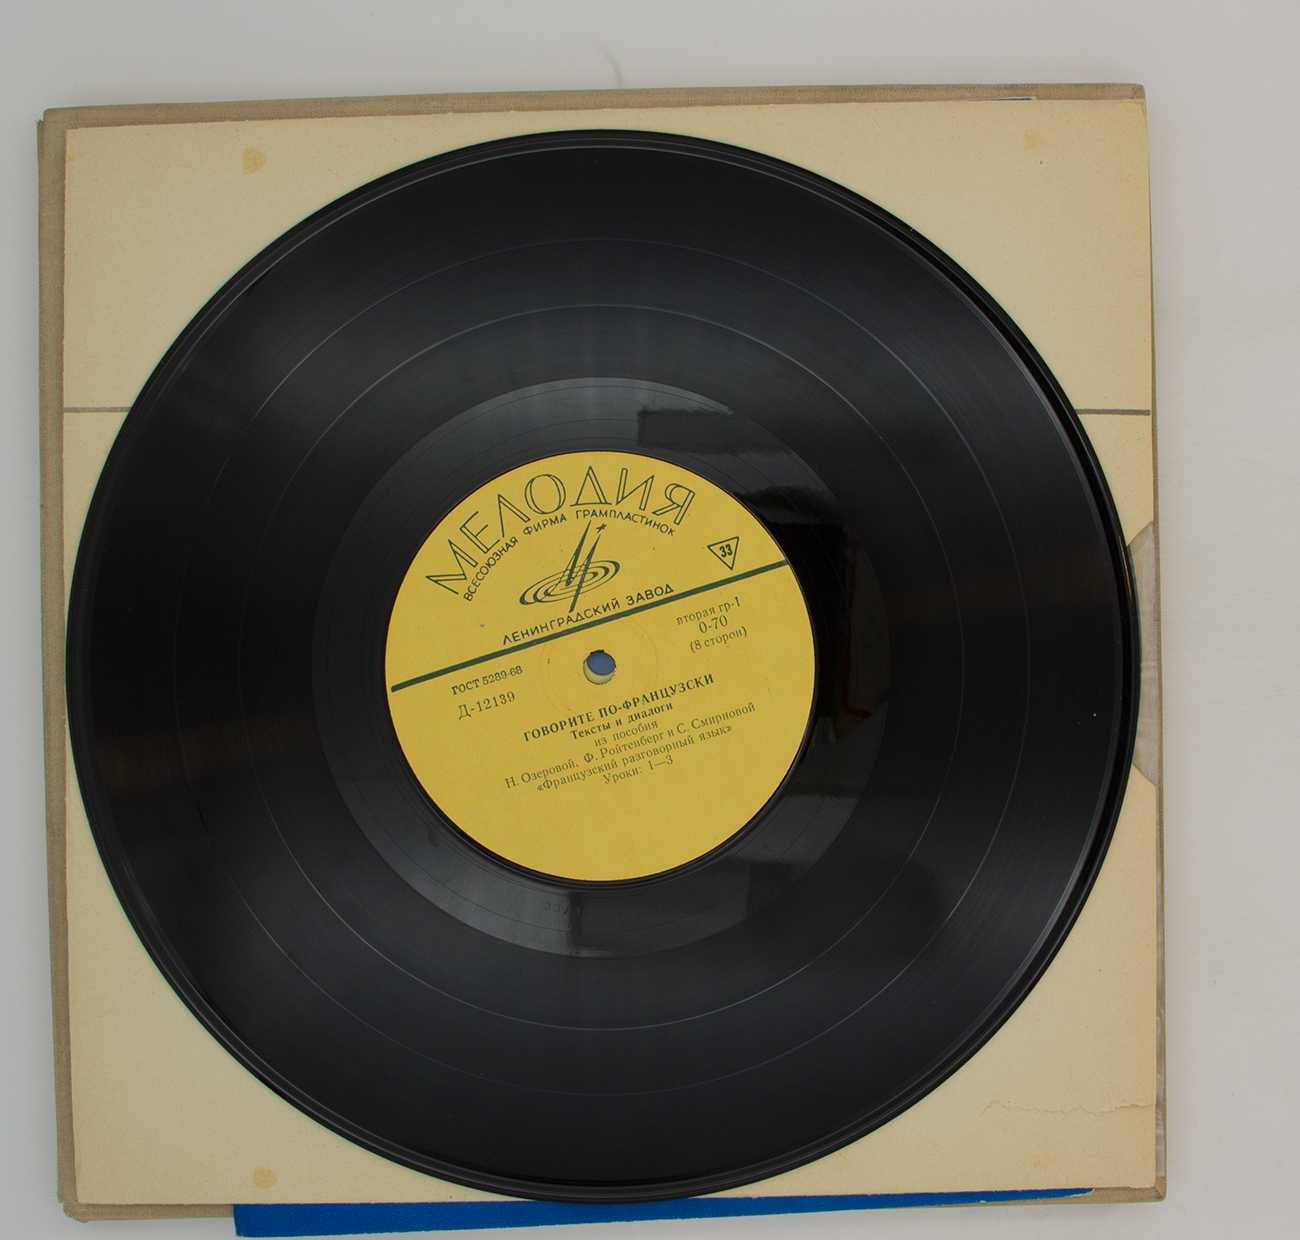 МЕЛОДИЯ
ВСЕСОЮЗНАЯ ФИРМА ГРАМПЛАСТИНОК
33
ЛЕНИНГРАДСКИЙ ЗАВОД
вторая гр-1
0-70
(8 сторон)
ГОСТ 5289-68
Д-12139
ГОВОРИТЕ ПО-ФРАНЦУЗСКИ
Тексты и диалоги
из пособия
Н. Озеровой, Ф. Ройтенберг и С. Смирновой
«Французский разговорный язык»
Уроки: 1—3